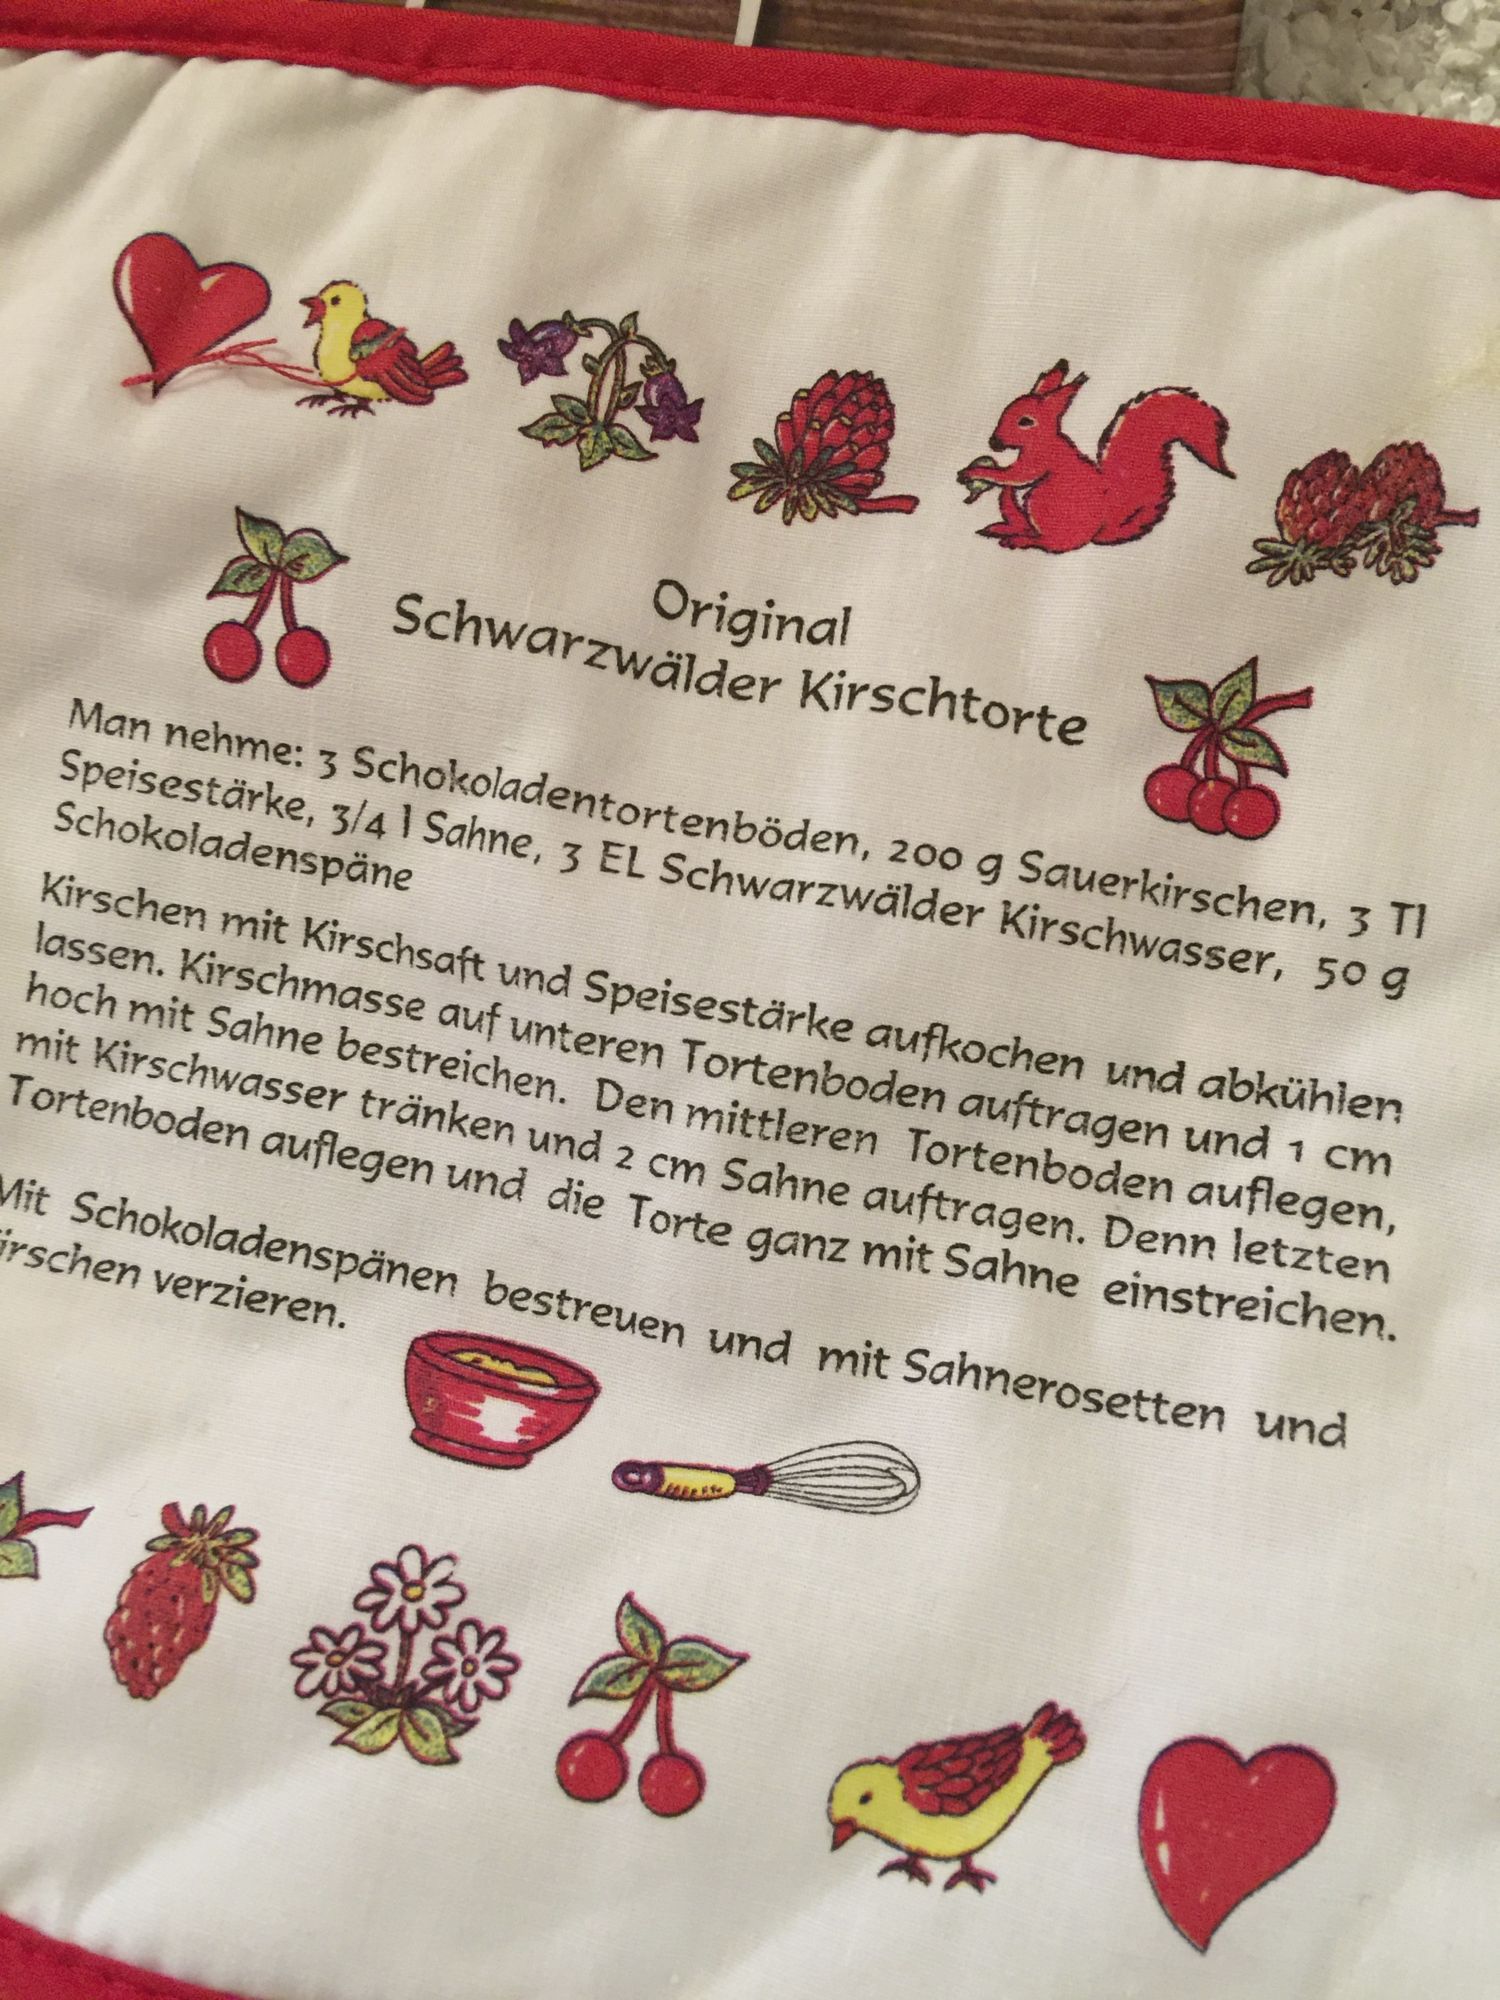 Original
Schwarzwälder Kirschtorte
Man nehme: 3 Schokoladentortenböden, 200 g Sauerkirschen, 3 Tl
Speisestärke, 3/4 l Sahne, 3 EL Schwarzwälder Kirschwasser, 50 g
Schokoladenspäne
Kirschen mit Kirschsaft und Speisestärke aufkochen und abkühlen
lassen. Kirschmasse auf unteren Tortenboden auftragen und 1 cm
hoch mit Sahne bestreichen. Den mittleren Tortenboden auflegen,
mit Kirschwasser tränken und 2 cm Sahne auftragen. Denn letzten
Tortenboden auflegen und die Torte ganz mit Sahne einstreichen.
Mit Schokoladenspänen bestreuen und mit Sahnerosetten und
irschen verzieren.